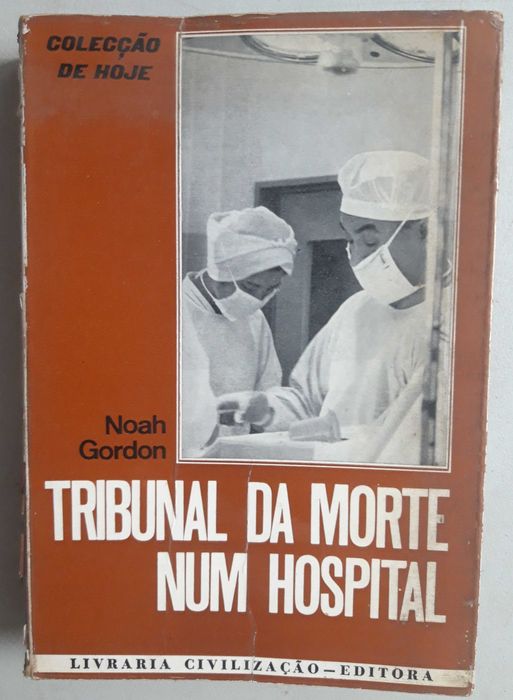 COLECÇÃO
DE HOJE
Noah
Gordon
TRIBUNAL DA MORTE
NUM HOSPITAL
LIVRARIA CIVILIZAÇÃO—EDITORA